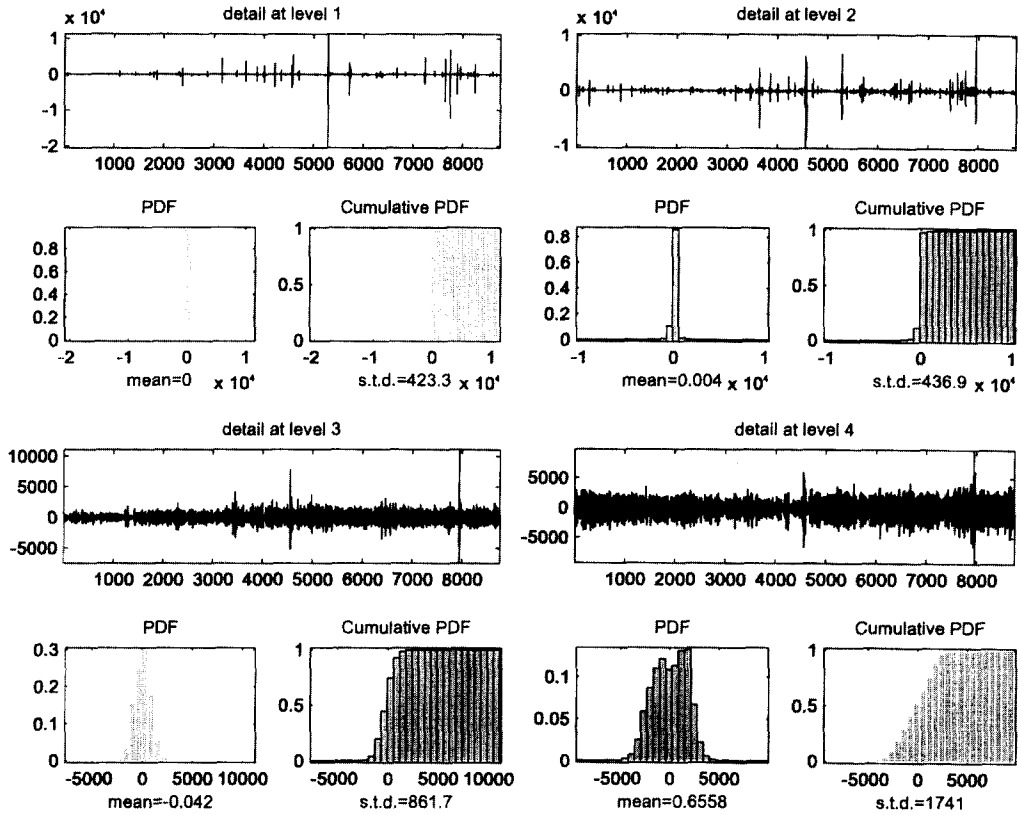 detail at level 1
x 10⁴
1
0
-1
-2
1000 2000 3000 4000 5000 6000 7000 8000
detail at level 2
x 10⁴
1
0
-1
1000 2000 3000 4000 5000 6000 7000 8000
PDF
0.8
0.6
0.4
0.2
0
-2 -1 0 1
mean=0 x 10⁴
Cumulative PDF
1
0.5
0
-2 -1 0 1
s.t.d.=423.3 x 10⁴
PDF
0.8
0.6
0.4
0.2
0
-1 0 1
mean=0.004 x 10⁴
Cumulative PDF
1
0.5
0
-1 0 1
s.t.d.=436.9 x 10⁴
detail at level 3
10000
5000
0
-5000
1000 2000 3000 4000 5000 6000 7000 8000
detail at level 4
5000
0
-5000
1000 2000 3000 4000 5000 6000 7000 8000
PDF
0.3
0.2
0.1
0
-5000 0 5000 10000
mean=-0.042
Cumulative PDF
1
0.5
0
-5000 0 5000 10000
s.t.d.=861.7
PDF
0.1
0.05
0
-5000 0 5000
mean=0.6558
Cumulative PDF
1
0.5
0
-5000 0 5000
s.t.d.=1741